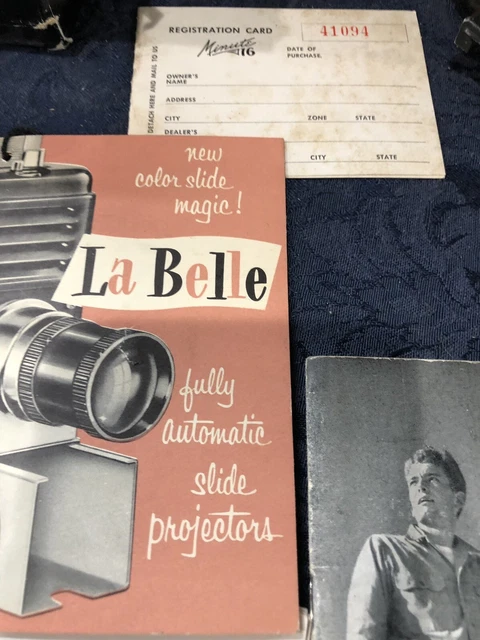 REGISTRATION CARD 41094
Minute 16
DATE OF
PURCHASE.
DETACH HERE AND MAIL TO US
OWNER'S
NAME
ADDRESS
CITY ZONE STATE
DEALER'S
CITY STATE
new
color slide
magic!
La Belle
fully
automatic
slide
projectors